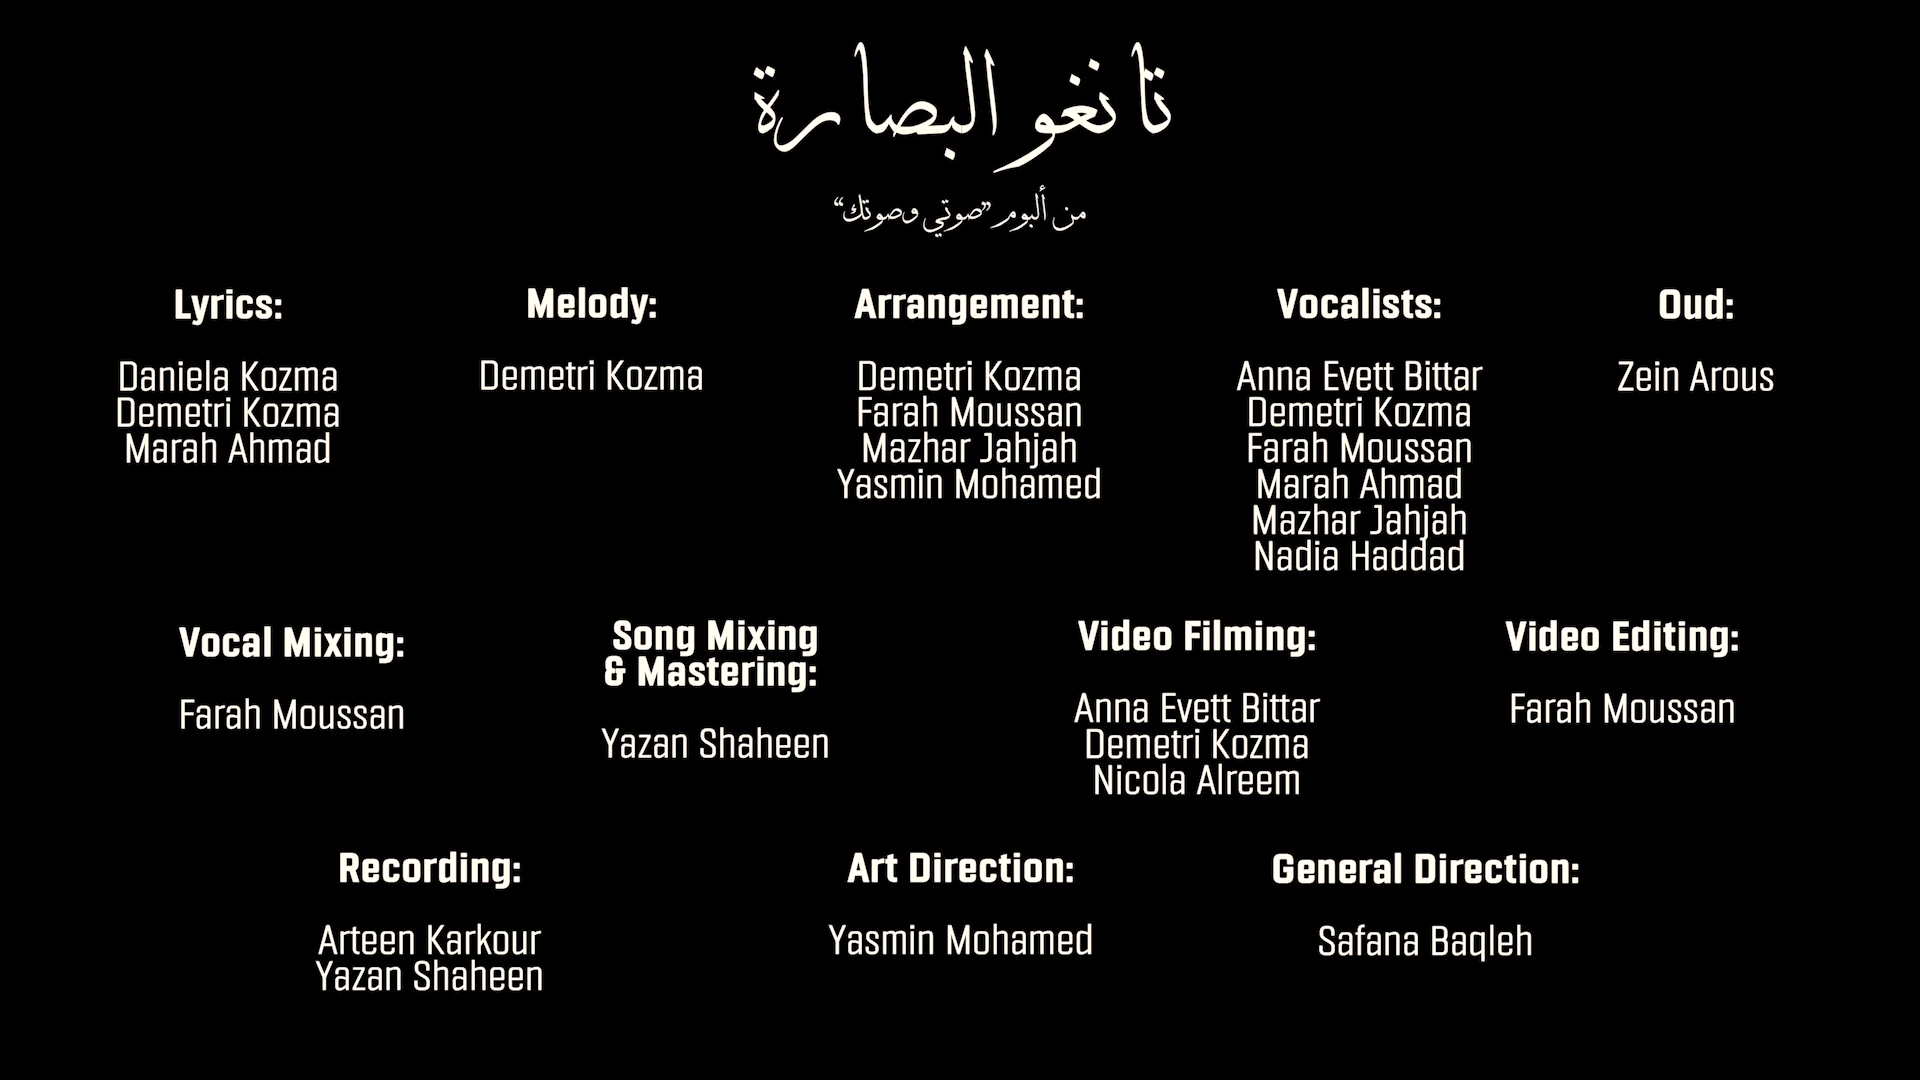 تانغو البصارة
من ألبوم ”صوتي وصوتك“
Lyrics:
Daniela Kozma
Demetri Kozma
Marah Ahmad
Melody:
Demetri Kozma
Arrangement:
Demetri Kozma
Farah Moussan
Mazhar Jahjah
Yasmin Mohamed
Vocalists:
Anna Evett Bittar
Demetri Kozma
Farah Moussan
Marah Ahmad
Mazhar Jahjah
Nadia Haddad
Oud:
Zein Arous
Vocal Mixing:
Farah Moussan
Song Mixing
& Mastering:
Yazan Shaheen
Video Filming:
Anna Evett Bittar
Demetri Kozma
Nicola Alreem
Video Editing:
Farah Moussan
Recording:
Arteen Karkour
Yazan Shaheen
Art Direction:
Yasmin Mohamed
General Direction:
Safana Baqleh